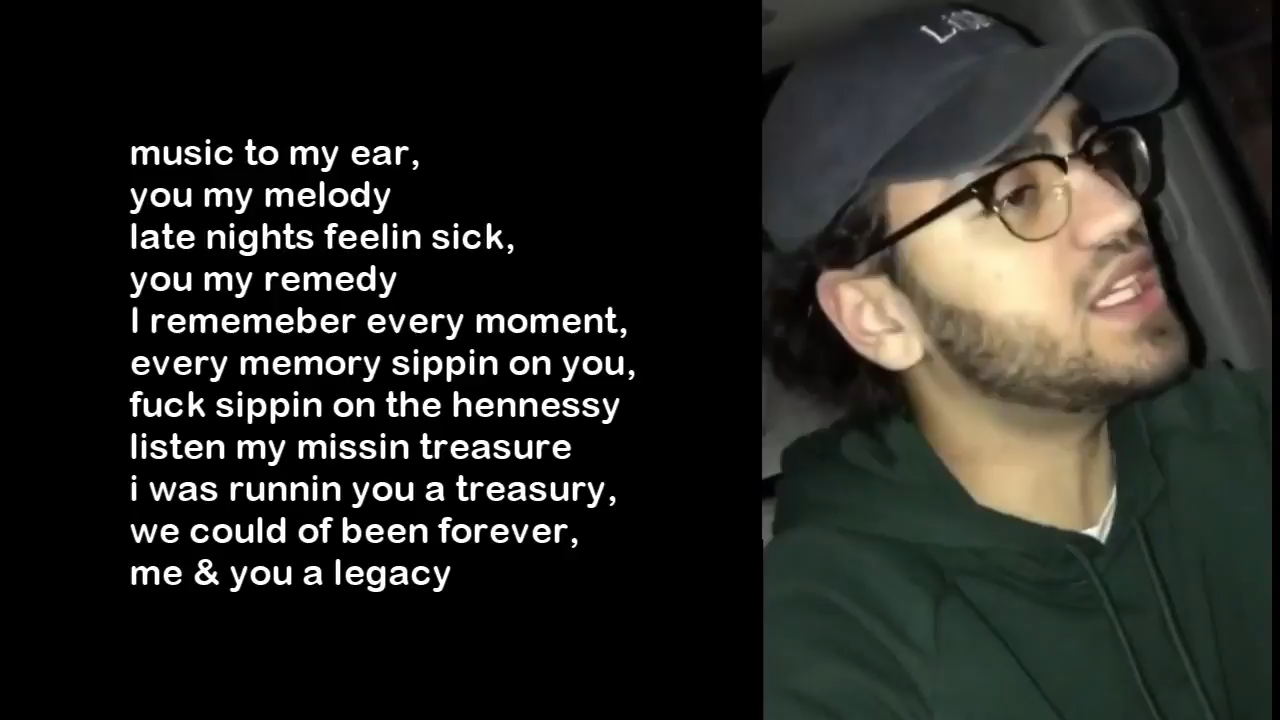 music to my ear,
you my melody
late nights feelin sick,
you my remedy
I rememeber every moment,
every memory sippin on you,
fuck sippin on the hennessy
listen my missin treasure
i was runnin you a treasury,
we could of been forever,
me & you a legacy